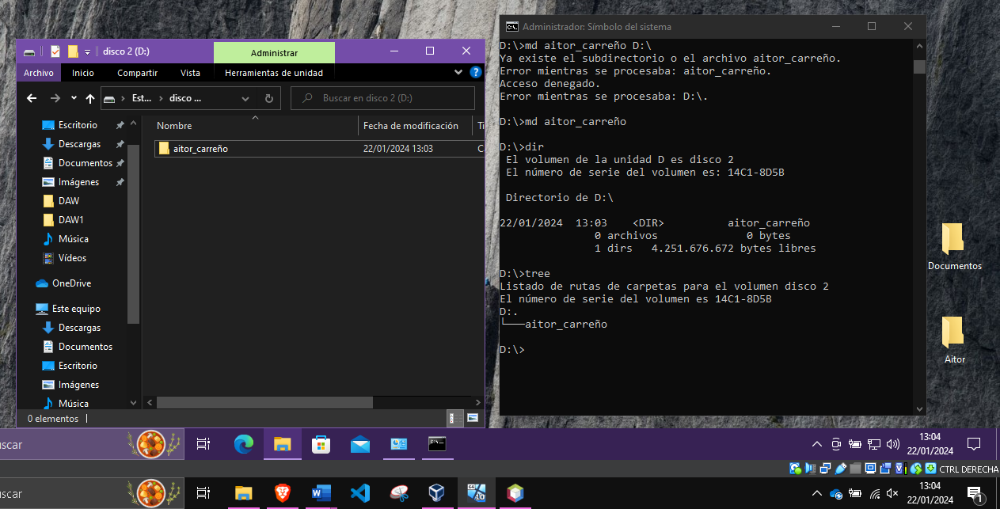 disco 2 (D:)
Administrar
Archivo
Inicio
Compartir
Vista
Herramientas de unidad
Est...
disco ...
Buscar en disco 2 (D:)
Escritorio
Descargas
Documentos
Imágenes
DAW
DAW1
Música
Vídeos
OneDrive
Este equipo
Descargas
Documentos
Escritorio
Imágenes
Música
Nombre
Fecha de modificación
Ti
aitor_carreño
22/01/2024 13:03
C
0 elementos
Administrador: Símbolo del sistema
D:\>md aitor_carreño D:\
Ya existe el subdirectorio o el archivo aitor_carreño.
Error mientras se procesaba: aitor_carreño.
Acceso denegado.
Error mientras se procesaba: D:\.
D:\>md aitor_carreño
D:\>dir
El volumen de la unidad D es disco 2
El número de serie del volumen es: 14C1-8D5B
Directorio de D:\
22/01/2024  13:03    <DIR>          aitor_carreño
0 archivos              0 bytes
1 dirs   4.251.676.672 bytes libres
D:\>tree
Listado de rutas de carpetas para el volumen disco 2
El número de serie del volumen es 14C1-8D5B
D:.
└───aitor_carreño
D:\>
Documentos
Aitor
uscar
13:04
22/01/2024
CTRL DERECHA
uscar
13:04
22/01/2024
1